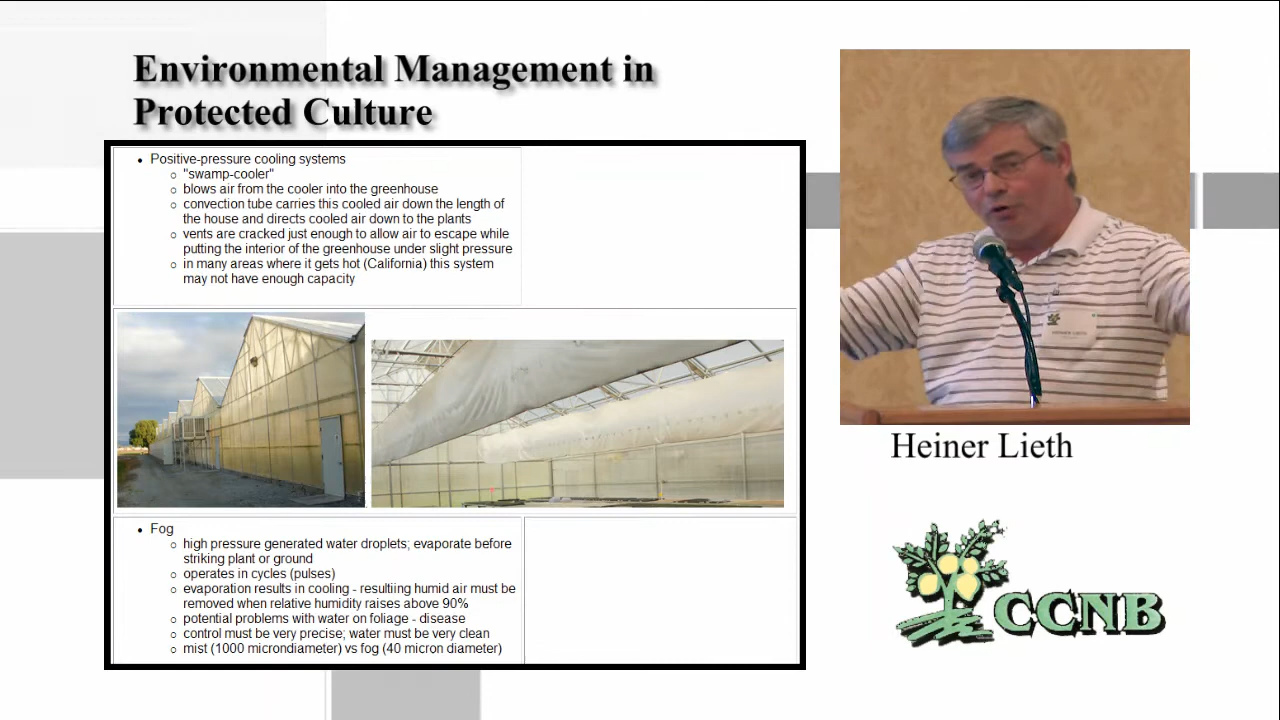 Environmental Management in
Protected Culture
• Positive-pressure cooling systems
○ "swamp-cooler"
○ blows air from the cooler into the greenhouse
○ convection tube carries this cooled air down the length of
the house and directs cooled air down to the plants
○ vents are cracked just enough to allow air to escape while
putting the interior of the greenhouse under slight pressure
○ in many areas where it gets hot (California) this system
may not have enough capacity
• Fog
○ high pressure generated water droplets; evaporate before
striking plant or ground
○ operates in cycles (pulses)
○ evaporation results in cooling - resultiing humid air must be
removed when relative humidity raises above 90%
○ potential problems with water on foliage - disease
○ control must be very precise; water must be very clean
○ mist (1000 microndiameter) vs fog (40 micron diameter)
Heiner Lieth
CCNB